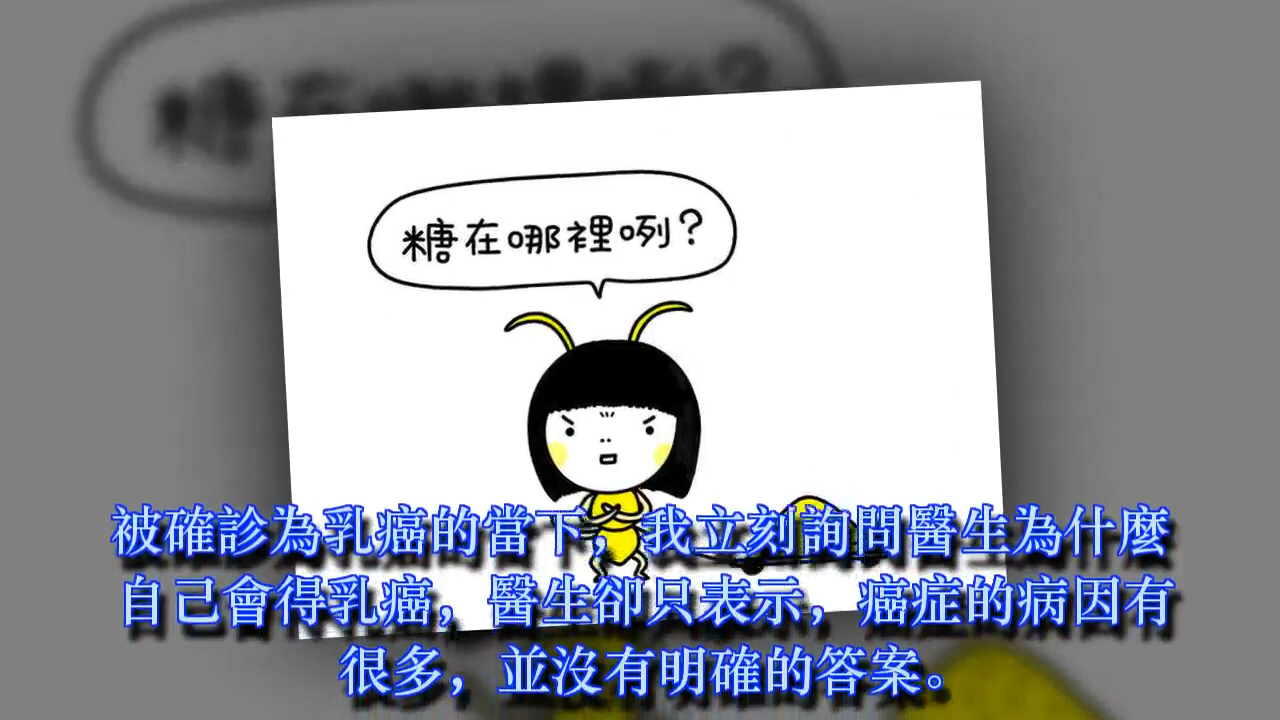 糖在哪裡咧？
被確診為乳癌的當下，我立刻詢問醫生為什麼
自己會得乳癌，醫生卻只表示，癌症的病因有
很多，並沒有明確的答案。